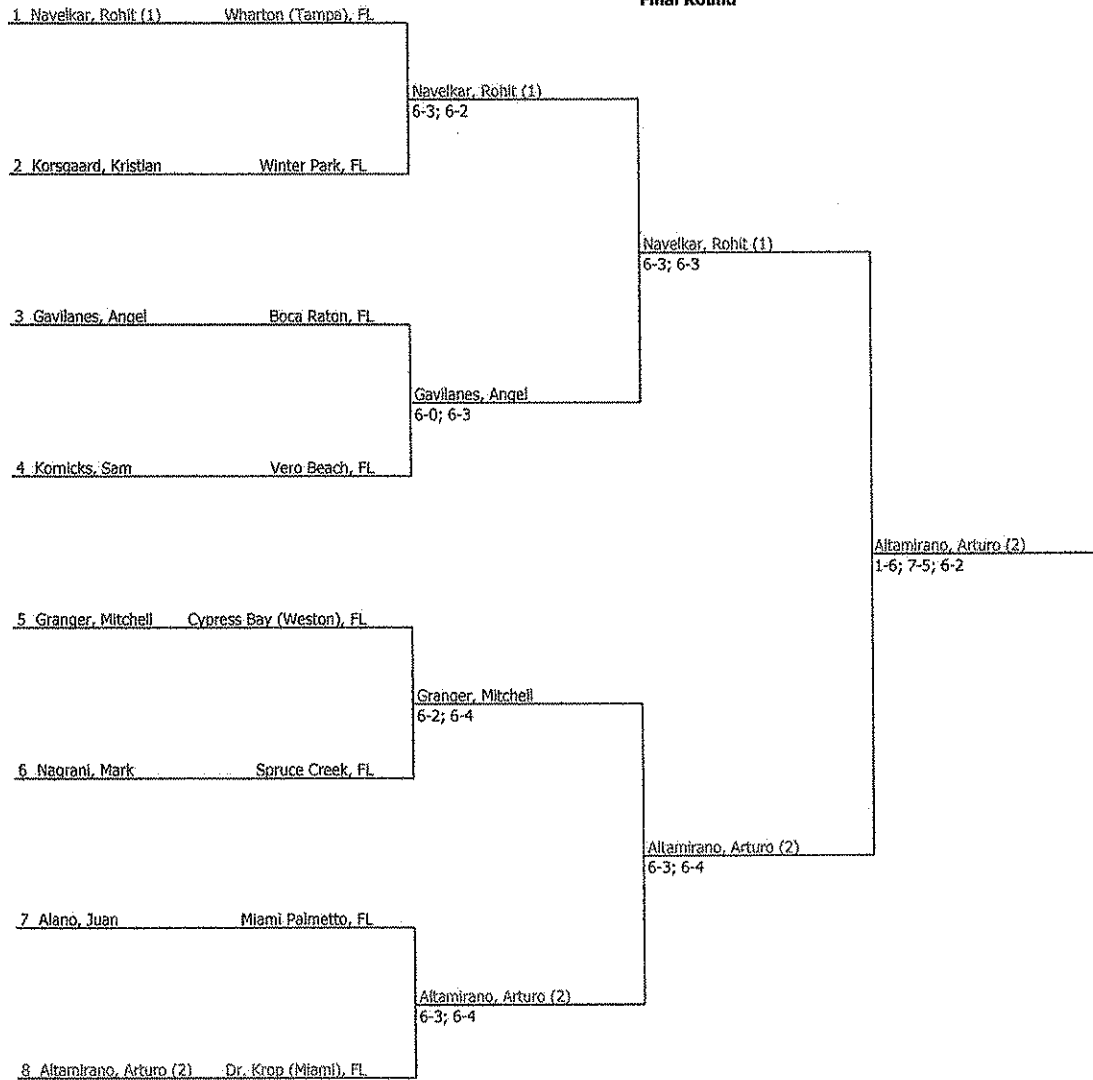 Final Round
1 Navelkar, Rohit (1) Wharton (Tampa), FL
Navelkar, Rohit (1)
6-3; 6-2
2 Korsgaard, Kristian Winter Park, FL
Navelkar, Rohit (1)
6-3; 6-3
3 Gavilanes, Angel Boca Raton, FL
Gavilanes, Angel
6-0; 6-3
4 Kornicks, Sam Vero Beach, FL
Altamirano, Arturo (2)
1-6; 7-5; 6-2
5 Granger, Mitchell Cypress Bay (Weston), FL
Granger, Mitchell
6-2; 6-4
6 Nagrani, Mark Spruce Creek, FL
Altamirano, Arturo (2)
6-3; 6-4
7 Alano, Juan Miami Palmetto, FL
Altamirano, Arturo (2)
6-3; 6-4
8 Altamirano, Arturo (2) Dr. Krop (Miami), FL